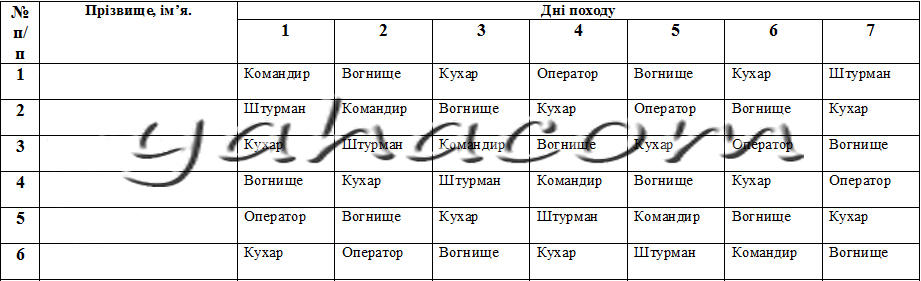 № п/п Прізвище, ім’я. Дні походу
1 2 3 4 5 6 7
1 Командир Вогнище Кухар Оператор Вогнище Кухар Штурман
2 Штурман Командир Вогнище Кухар Оператор Вогнище Кухар
3 Кухар Штурман Командир Вогнище Кухар Оператор Вогнище
4 Вогнище Кухар Штурман Командир Вогнище Кухар Оператор
5 Оператор Вогнище Кухар Штурман Командир Вогнище Кухар
6 Кухар Оператор Вогнище Кухар Штурман Командир Вогнище
yahacom